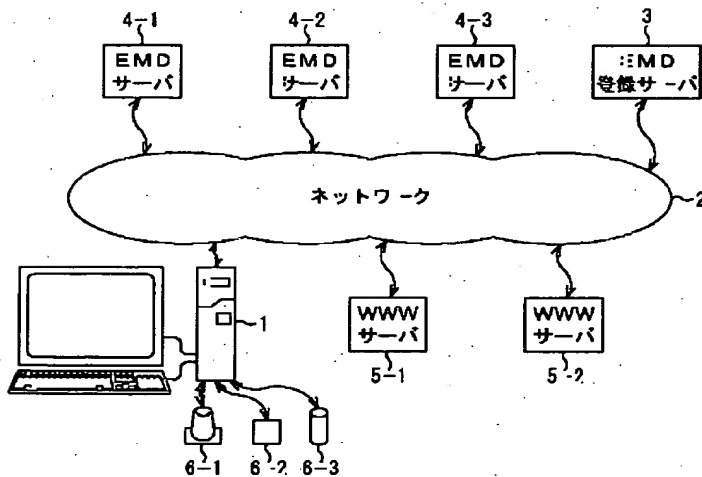 4-1
4-2
4-3
3
EMD
サーバ
EMD
サーバ
EMD
サーバ
EMD
登録サーバ
ネットワーク
2
1
WWW
サーバ
WWW
サーバ
5-1
5-2
6-1
6-2
6-3